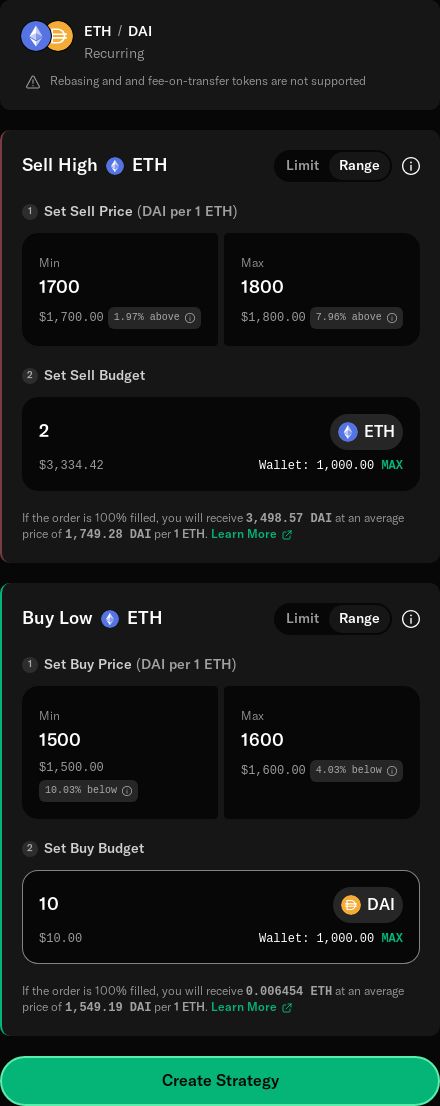 ETH / DAI
Recurring
Rebasing and and fee-on-transfer tokens are not supported
Sell High ETH Limit Range
1 Set Sell Price (DAI per 1 ETH)
Min Max
1700 1800
$1,700.00 1.97% above $1,800.00 7.96% above
2 Set Sell Budget
2 ETH
$3,334.42 Wallet: 1,000.00 MAX
If the order is 100% filled, you will receive 3,498.57 DAI at an average
price of 1,749.28 DAI per 1 ETH. Learn More
Buy Low ETH Limit Range
1 Set Buy Price (DAI per 1 ETH)
Min Max
1500 1600
$1,500.00 $1,600.00 4.03% below
10.03% below
2 Set Buy Budget
10 DAI
$10.00 Wallet: 1,000.00 MAX
If the order is 100% filled, you will receive 0.006454 ETH at an average
price of 1,549.19 DAI per 1 ETH. Learn More
Create Strategy